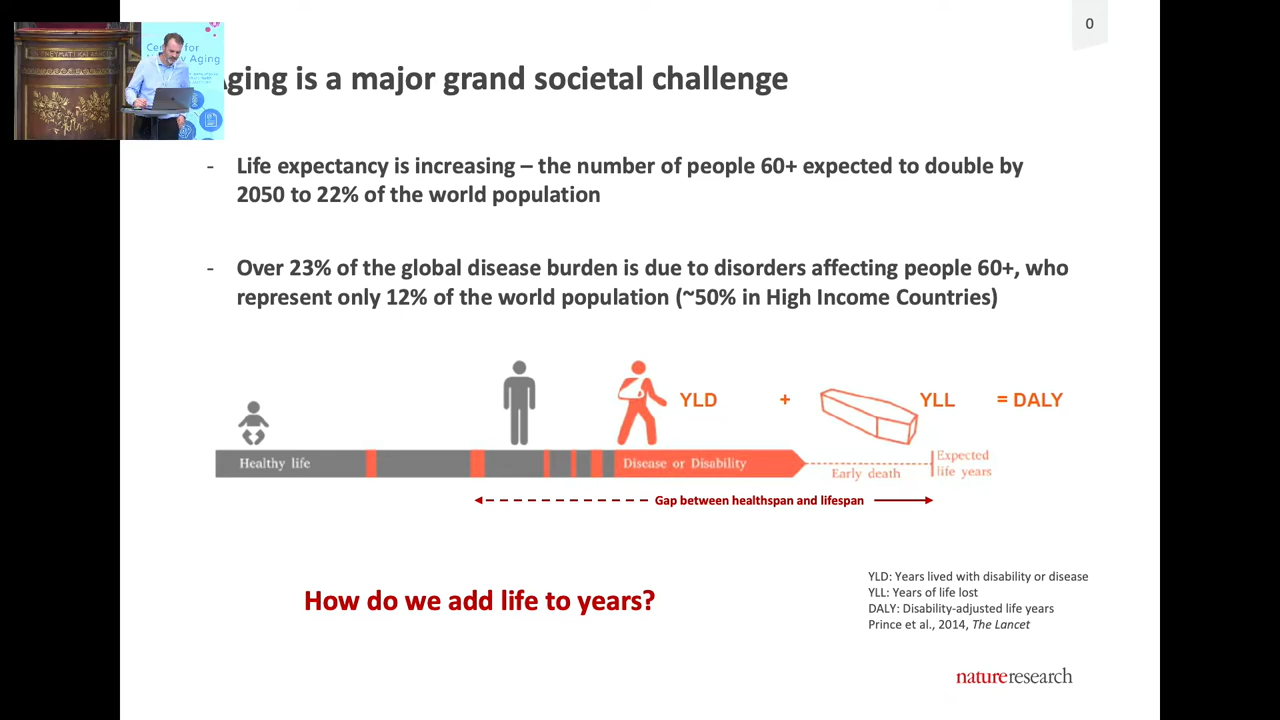 0
Aging is a major grand societal challenge
- Life expectancy is increasing – the number of people 60+ expected to double by
2050 to 22% of the world population
- Over 23% of the global disease burden is due to disorders affecting people 60+, who
represent only 12% of the world population (~50% in High Income Countries)
YLD + YLL = DALY
Healthy life
Disease or Disability
Early death
Expected
life years
Gap between healthspan and lifespan
How do we add life to years?
YLD: Years lived with disability or disease
YLL: Years of life lost
DALY: Disability-adjusted life years
Prince et al., 2014, The Lancet
natureresearch